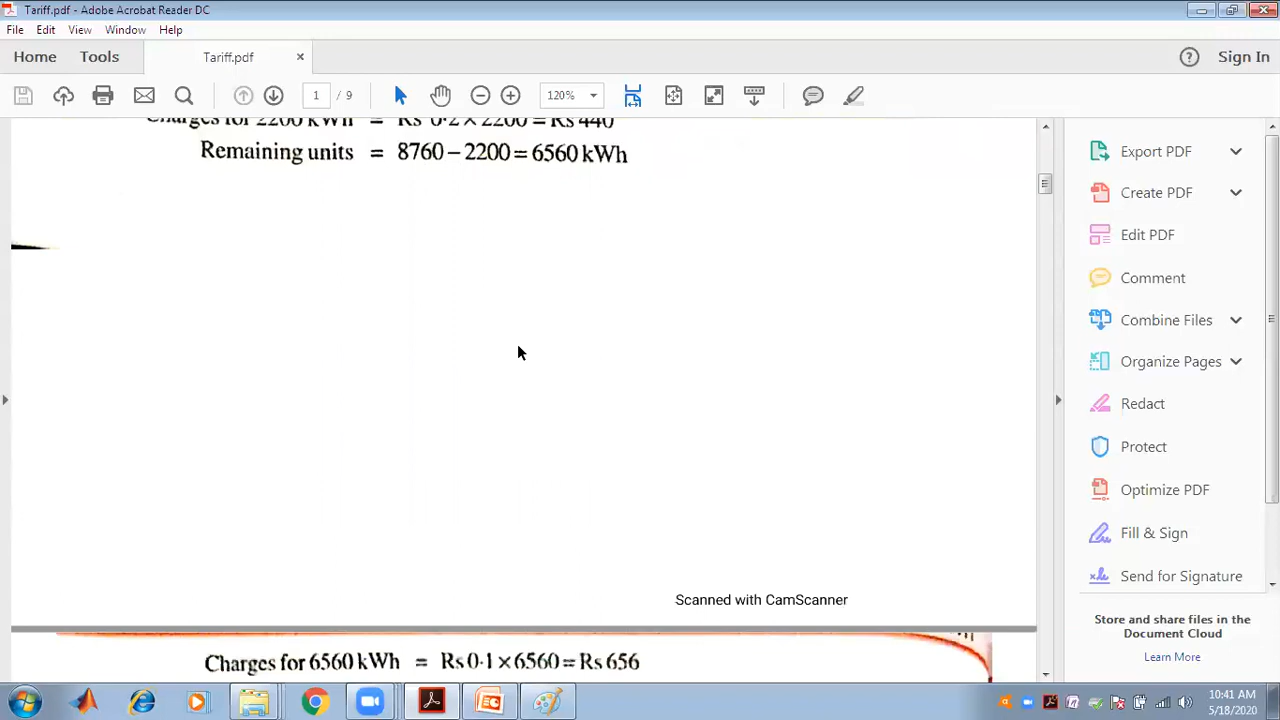 Tariff.pdf - Adobe Acrobat Reader DC
File Edit View Window Help
Home Tools Tariff.pdf × ? Sign In
1 / 9 120%
Charges for 2200 kWh = Rs 0·2 × 2200 = Rs 440
Remaining units = 8760 – 2200 = 6560 kWh
Scanned with CamScanner
Charges for 6560 kWh = Rs 0·1 × 6560 = Rs 656
Export PDF
Create PDF
Edit PDF
Comment
Combine Files
Organize Pages
Redact
Protect
Optimize PDF
Fill & Sign
Send for Signature
Store and share files in the
Document Cloud
Learn More
10:41 AM
5/18/2020